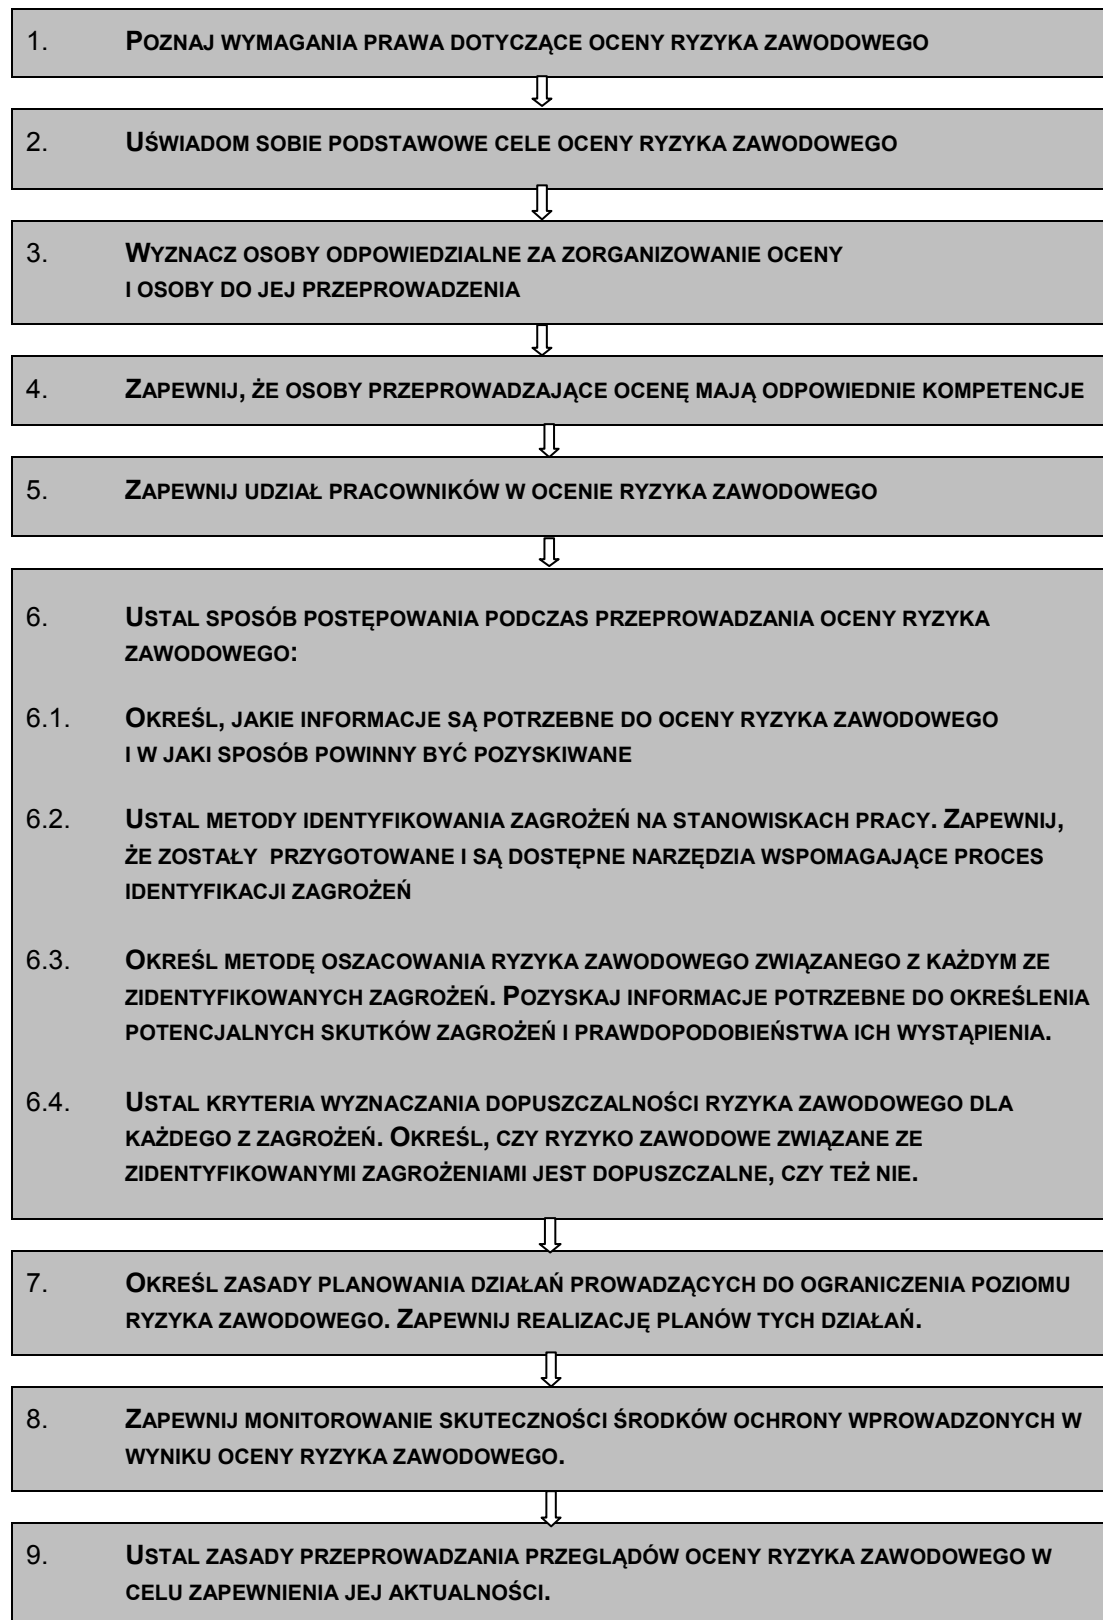 1. POZNAJ WYMAGANIA PRAWA DOTYCZĄCE OCENY RYZYKA ZAWODOWEGO
2. UŚWIADOM SOBIE PODSTAWOWE CELE OCENY RYZYKA ZAWODOWEGO
3. WYZNACZ OSOBY ODPOWIEDZIALNE ZA ZORGANIZOWANIE OCENY
I OSOBY DO JEJ PRZEPROWADZENIA
4. ZAPEWNIJ, ŻE OSOBY PRZEPROWADZAJĄCE OCENĘ MAJĄ ODPOWIEDNIE KOMPETENCJE
5. ZAPEWNIJ UDZIAŁ PRACOWNIKÓW W OCENIE RYZYKA ZAWODOWEGO
6. USTAL SPOSÓB POSTĘPOWANIA PODCZAS PRZEPROWADZANIA OCENY RYZYKA
ZAWODOWEGO:
6.1. OKREŚL, JAKIE INFORMACJE SĄ POTRZEBNE DO OCENY RYZYKA ZAWODOWEGO
I W JAKI SPOSÓB POWINNY BYĆ POZYSKIWANE
6.2. USTAL METODY IDENTYFIKOWANIA ZAGROŻEŃ NA STANOWISKACH PRACY. ZAPEWNIJ,
ŻE ZOSTAŁY PRZYGOTOWANE I SĄ DOSTĘPNE NARZĘDZIA WSPOMAGAJĄCE PROCES
IDENTYFIKACJI ZAGROŻEŃ
6.3. OKREŚL METODĘ OSZACOWANIA RYZYKA ZAWODOWEGO ZWIĄZANEGO Z KAŻDYM ZE
ZIDENTYFIKOWANYCH ZAGROŻEŃ. POZYSKAJ INFORMACJE POTRZEBNE DO OKREŚLENIA
POTENCJALNYCH SKUTKÓW ZAGROŻEŃ I PRAWDOPODOBIEŃSTWA ICH WYSTĄPIENIA.
6.4. USTAL KRYTERIA WYZNACZANIA DOPUSZCZALNOŚCI RYZYKA ZAWODOWEGO DLA
KAŻDEGO Z ZAGROŻEŃ. OKREŚL, CZY RYZYKO ZAWODOWE ZWIĄZANE ZE
ZIDENTYFIKOWANYMI ZAGROŻENIAMI JEST DOPUSZCZALNE, CZY TEŻ NIE.
7. OKREŚL ZASADY PLANOWANIA DZIAŁAŃ PROWADZĄCYCH DO OGRANICZENIA POZIOMU
RYZYKA ZAWODOWEGO. ZAPEWNIJ REALIZACJĘ PLANÓW TYCH DZIAŁAŃ.
8. ZAPEWNIJ MONITOROWANIE SKUTECZNOŚCI ŚRODKÓW OCHRONY WPROWADZONYCH W
WYNIKU OCENY RYZYKA ZAWODOWEGO.
9. USTAL ZASADY PRZEPROWADZANIA PRZEGLĄDÓW OCENY RYZYKA ZAWODOWEGO W
CELU ZAPEWNIENIA JEJ AKTUALNOŚCI.